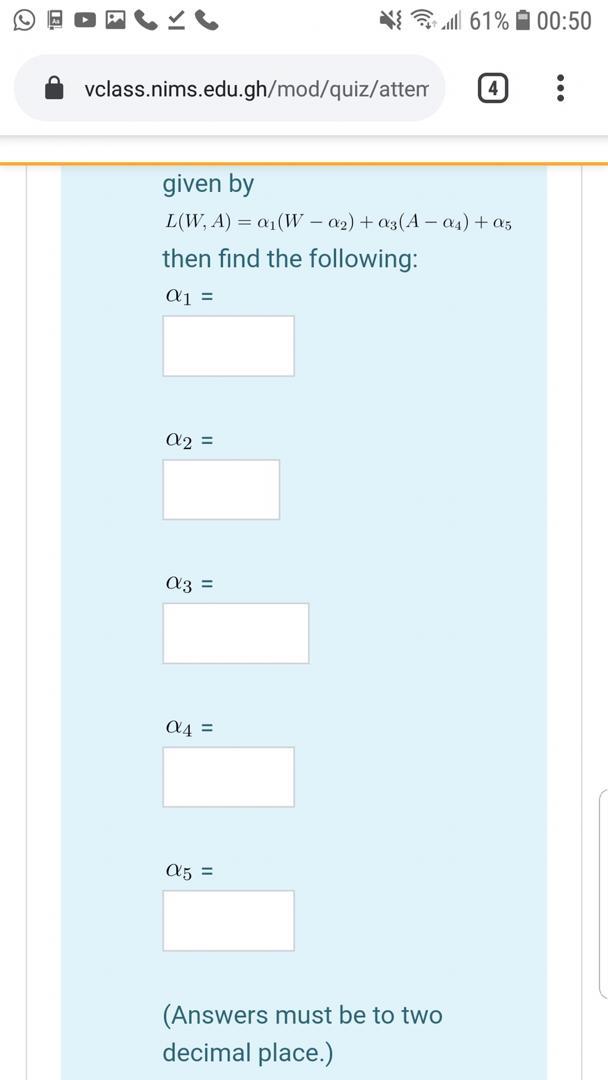 61% 00:50
vclass.nims.edu.gh/mod/quiz/attem
4
given by
L(W, A) = α₁(W − α₂) + α₃(A − α₄) + α₅
then find the following:
α₁ =
α₂ =
α₃ =
α₄ =
α₅ =
(Answers must be to two
decimal place.)